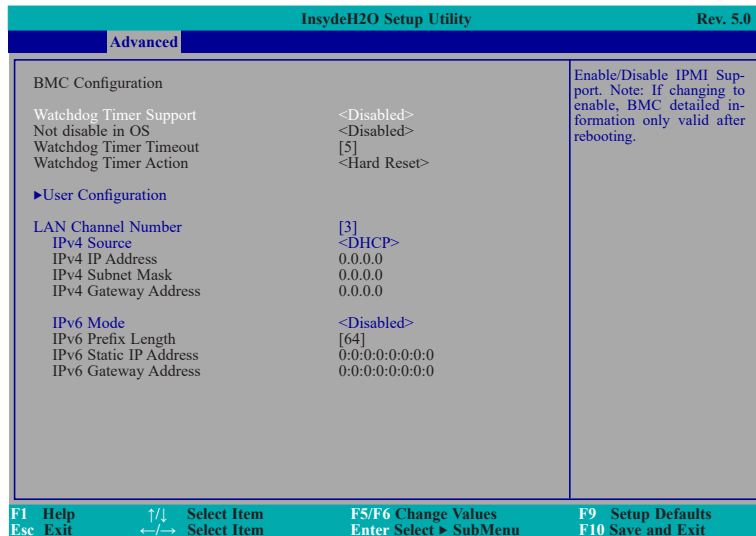 InsydeH2O Setup Utility Rev. 5.0
Advanced
BMC Configuration
Watchdog Timer Support <Disabled>
Not disable in OS <Disabled>
Watchdog Timer Timeout [5]
Watchdog Timer Action <Hard Reset>
►User Configuration
LAN Channel Number [3]
IPv4 Source <DHCP>
IPv4 IP Address 0.0.0.0
IPv4 Subnet Mask 0.0.0.0
IPv4 Gateway Address 0.0.0.0
IPv6 Mode <Disabled>
IPv6 Prefix Length [64]
IPv6 Static IP Address 0:0:0:0:0:0:0:0
IPv6 Gateway Address 0:0:0:0:0:0:0:0
Enable/Disable IPMI Sup-
port. Note: If changing to
enable, BMC detailed in-
formation only valid after
rebooting.
F1 Help ↑/↓ Select Item F5/F6 Change Values F9 Setup Defaults
Esc Exit ←/→ Select Item Enter Select ► SubMenu F10 Save and Exit